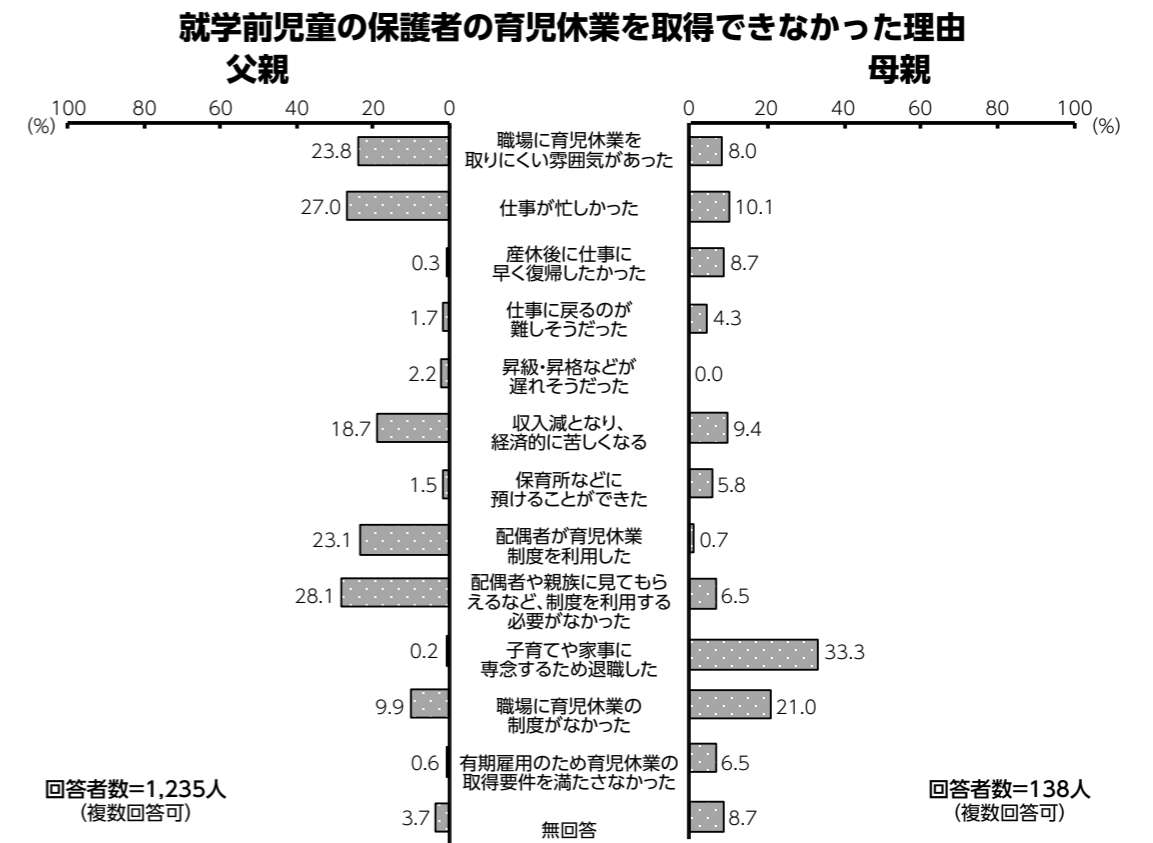 就学前児童の保護者の育児休業を取得できなかった理由
父親
母親
100 80 60 40 20 0
(%)
0 20 40 60 80 100
(%)
23.8
職場に育児休業を
取りにくい雰囲気があった
8.0
27.0
仕事が忙しかった
10.1
0.3
産休後に仕事に
早く復帰したかった
8.7
1.7
仕事に戻るのが
難しそうだった
4.3
2.2
昇級・昇格などが
遅れそうだった
0.0
18.7
収入減となり、
経済的に苦しくなる
9.4
1.5
保育所などに
預けることができた
5.8
23.1
配偶者が育児休業
制度を利用した
0.7
28.1
配偶者や親族に見てもら
えるなど、制度を利用する
必要がなかった
6.5
0.2
子育てや家事に
専念するため退職した
33.3
9.9
職場に育児休業の
制度がなかった
21.0
0.6
有期雇用のため育児休業の
取得要件を満たさなかった
6.5
3.7
無回答
8.7
回答者数=1,235人
(複数回答可)
回答者数=138人
(複数回答可)